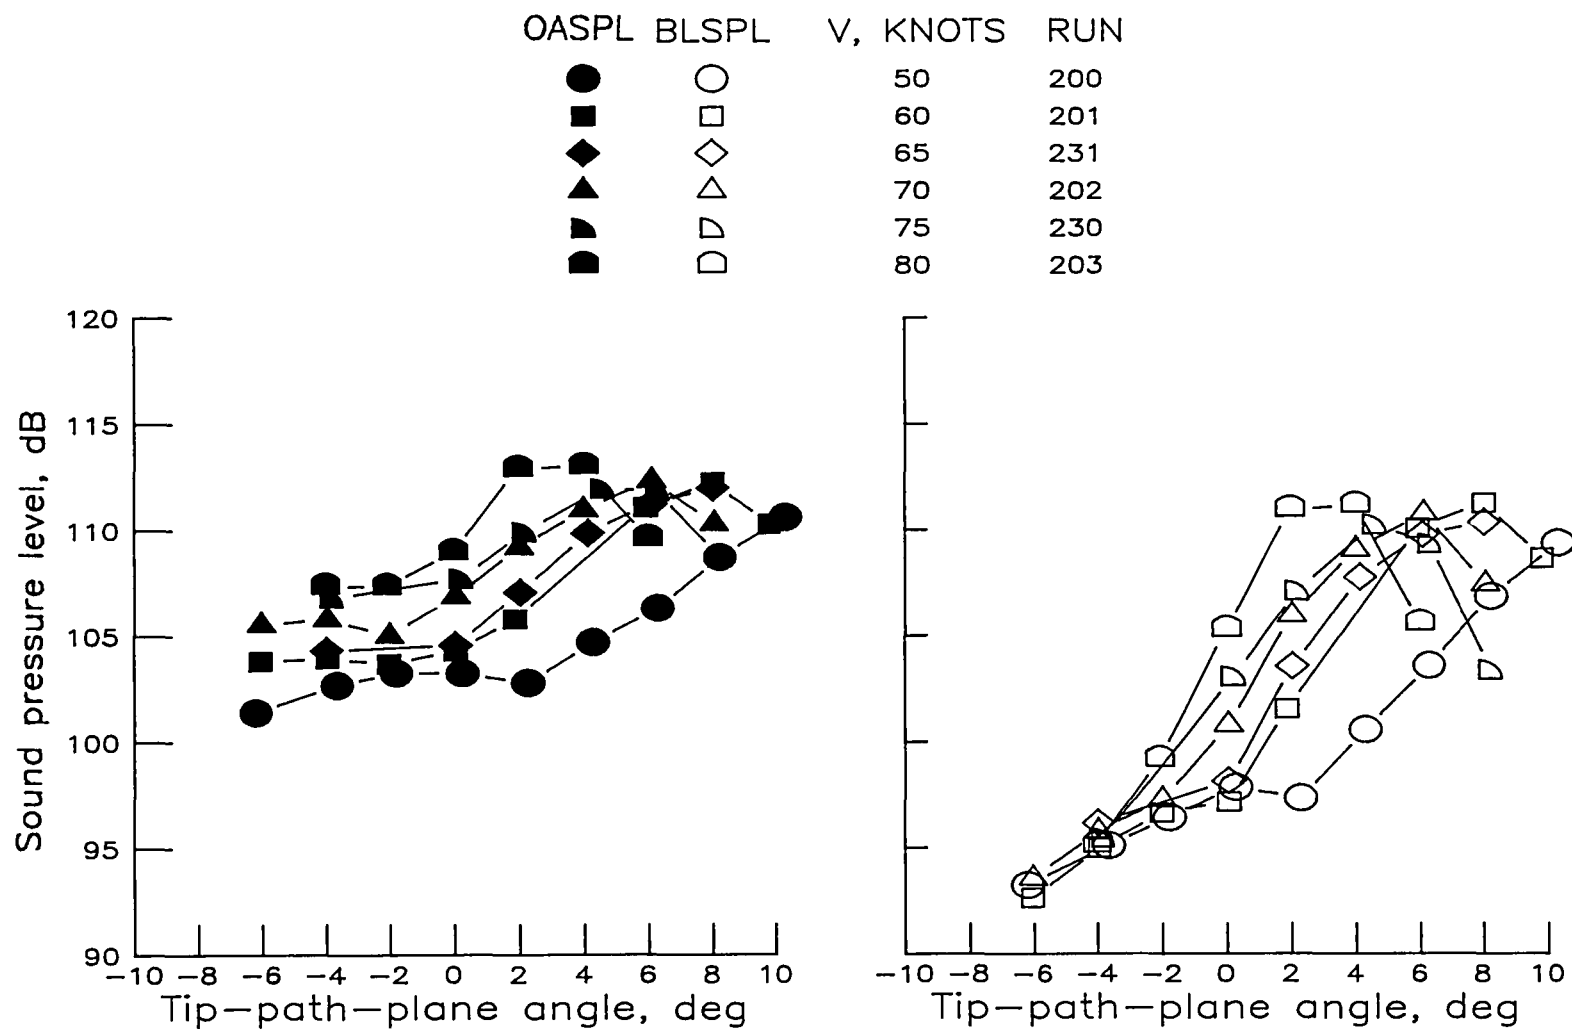 OASPL BLSPL V, KNOTS RUN
50 200
60 201
65 231
70 202
75 230
80 203
120
115
110
105
100
95
90
Sound pressure level, dB
−10 −8 −6 −4 −2 0 2 4 6 8 10
Tip−path−plane angle, deg
−10 −8 −6 −4 −2 0 2 4 6 8 10
Tip−path−plane angle, deg